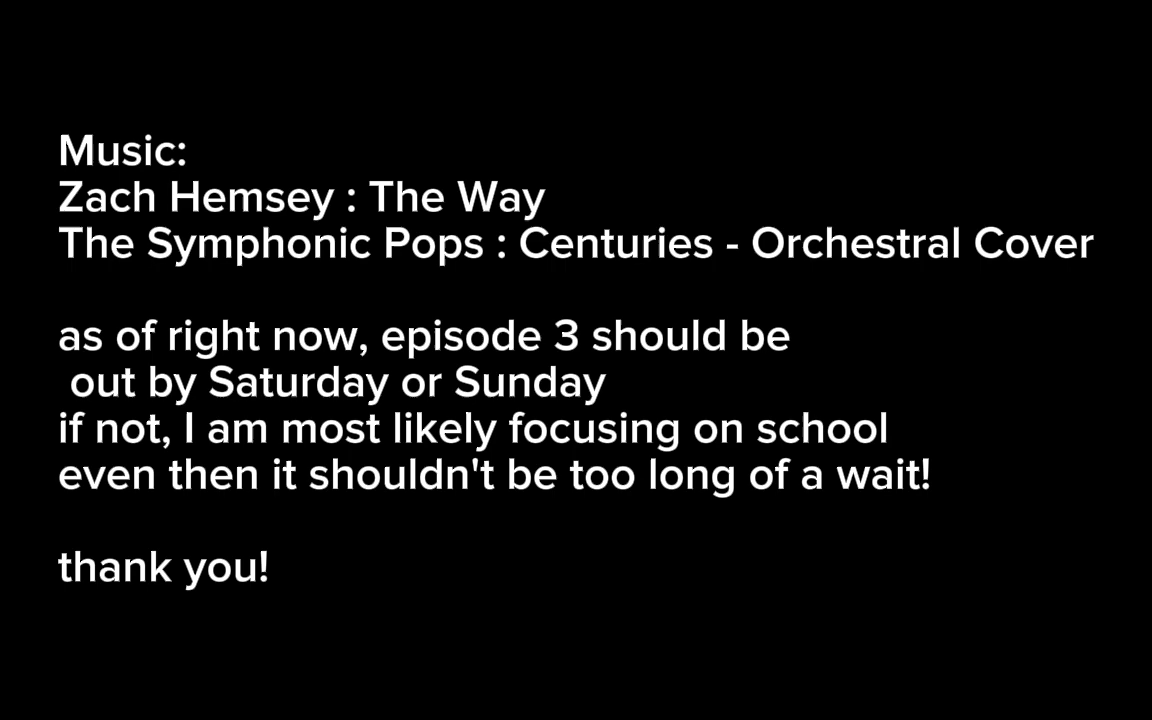 Music:
Zach Hemsey : The Way
The Symphonic Pops : Centuries - Orchestral Cover
as of right now, episode 3 should be
out by Saturday or Sunday
if not, I am most likely focusing on school
even then it shouldn't be too long of a wait!
thank you!